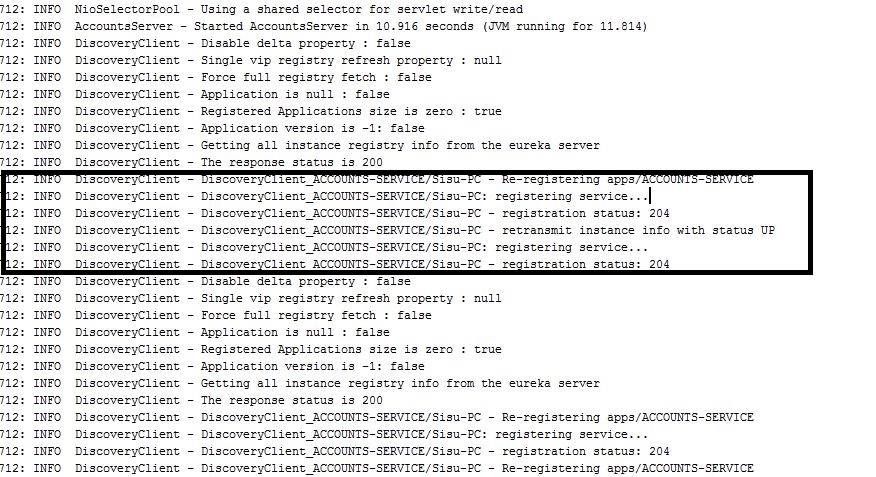 712: INFO  NioSelectorPool - Using a shared selector for servlet write/read
712: INFO  AccountsServer - Started AccountsServer in 10.916 seconds (JVM running for 11.814)
712: INFO  DiscoveryClient - Disable delta property : false
712: INFO  DiscoveryClient - Single vip registry refresh property : null
712: INFO  DiscoveryClient - Force full registry fetch : false
712: INFO  DiscoveryClient - Application is null : false
712: INFO  DiscoveryClient - Registered Applications size is zero : true
712: INFO  DiscoveryClient - Application version is -1: false
712: INFO  DiscoveryClient - Getting all instance registry info from the eureka server
712: INFO  DiscoveryClient - The response status is 200
712: INFO  DiscoveryClient - DiscoveryClient_ACCOUNTS-SERVICE/Sisu-PC - Re-registering apps/ACCOUNTS-SERVICE
12: INFO  DiscoveryClient - DiscoveryClient_ACCOUNTS-SERVICE/Sisu-PC: registering service...
12: INFO  DiscoveryClient - DiscoveryClient_ACCOUNTS-SERVICE/Sisu-PC - registration status: 204
12: INFO  DiscoveryClient - DiscoveryClient_ACCOUNTS-SERVICE/Sisu-PC - retransmit instance info with status UP
12: INFO  DiscoveryClient - DiscoveryClient_ACCOUNTS-SERVICE/Sisu-PC: registering service...
12: INFO  DiscoveryClient - DiscoveryClient_ACCOUNTS-SERVICE/Sisu-PC - registration status: 204
712: INFO  DiscoveryClient - Disable delta property : false
712: INFO  DiscoveryClient - Single vip registry refresh property : null
712: INFO  DiscoveryClient - Force full registry fetch : false
712: INFO  DiscoveryClient - Application is null : false
712: INFO  DiscoveryClient - Registered Applications size is zero : true
712: INFO  DiscoveryClient - Application version is -1: false
712: INFO  DiscoveryClient - Getting all instance registry info from the eureka server
712: INFO  DiscoveryClient - The response status is 200
712: INFO  DiscoveryClient - DiscoveryClient_ACCOUNTS-SERVICE/Sisu-PC - Re-registering apps/ACCOUNTS-SERVICE
712: INFO  DiscoveryClient - DiscoveryClient_ACCOUNTS-SERVICE/Sisu-PC: registering service...
712: INFO  DiscoveryClient - DiscoveryClient_ACCOUNTS-SERVICE/Sisu-PC - registration status: 204
712: INFO  DiscoveryClient - DiscoveryClient_ACCOUNTS-SERVICE/Sisu-PC - Re-registering apps/ACCOUNTS-SERVICE